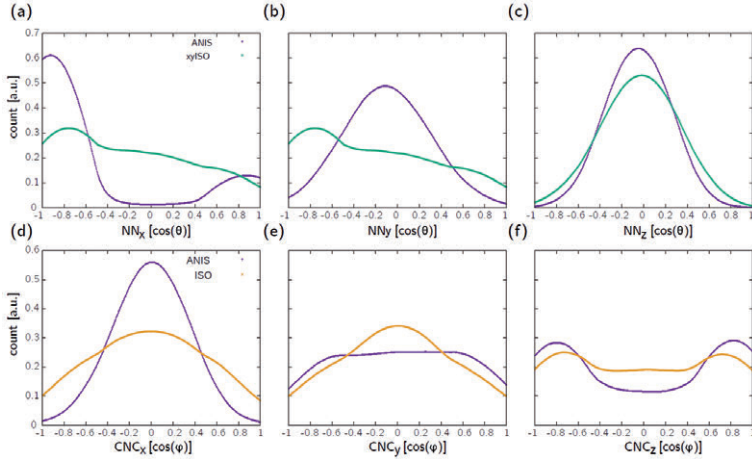 (a) (b) (c)
0.7
0.6
0.5
0.4
0.3
0.2
0.1
0
count [a.u.]
ANIS
xyISO
-1 -0.8 -0.6 -0.4 -0.2 0 0.2 0.4 0.6 0.8 1
-1 -0.8 -0.6 -0.4 -0.2 0 0.2 0.4 0.6 0.8 1
-1 -0.8 -0.6 -0.4 -0.2 0 0.2 0.4 0.6 0.8 1
NNx [cos(θ)] NNy [cos(θ)] NNz [cos(θ)]
(d) (e) (f)
0.6
0.5
0.4
0.3
0.2
0.1
0
count [a.u.]
ANIS
ISO
-1 -0.8 -0.6 -0.4 -0.2 0 0.2 0.4 0.6 0.8 1
-1 -0.8 -0.6 -0.4 -0.2 0 0.2 0.4 0.6 0.8 1
-1 -0.8 -0.6 -0.4 -0.2 0 0.2 0.4 0.6 0.8 1
CNCx [cos(φ)] CNCy [cos(φ)] CNCz [cos(φ)]